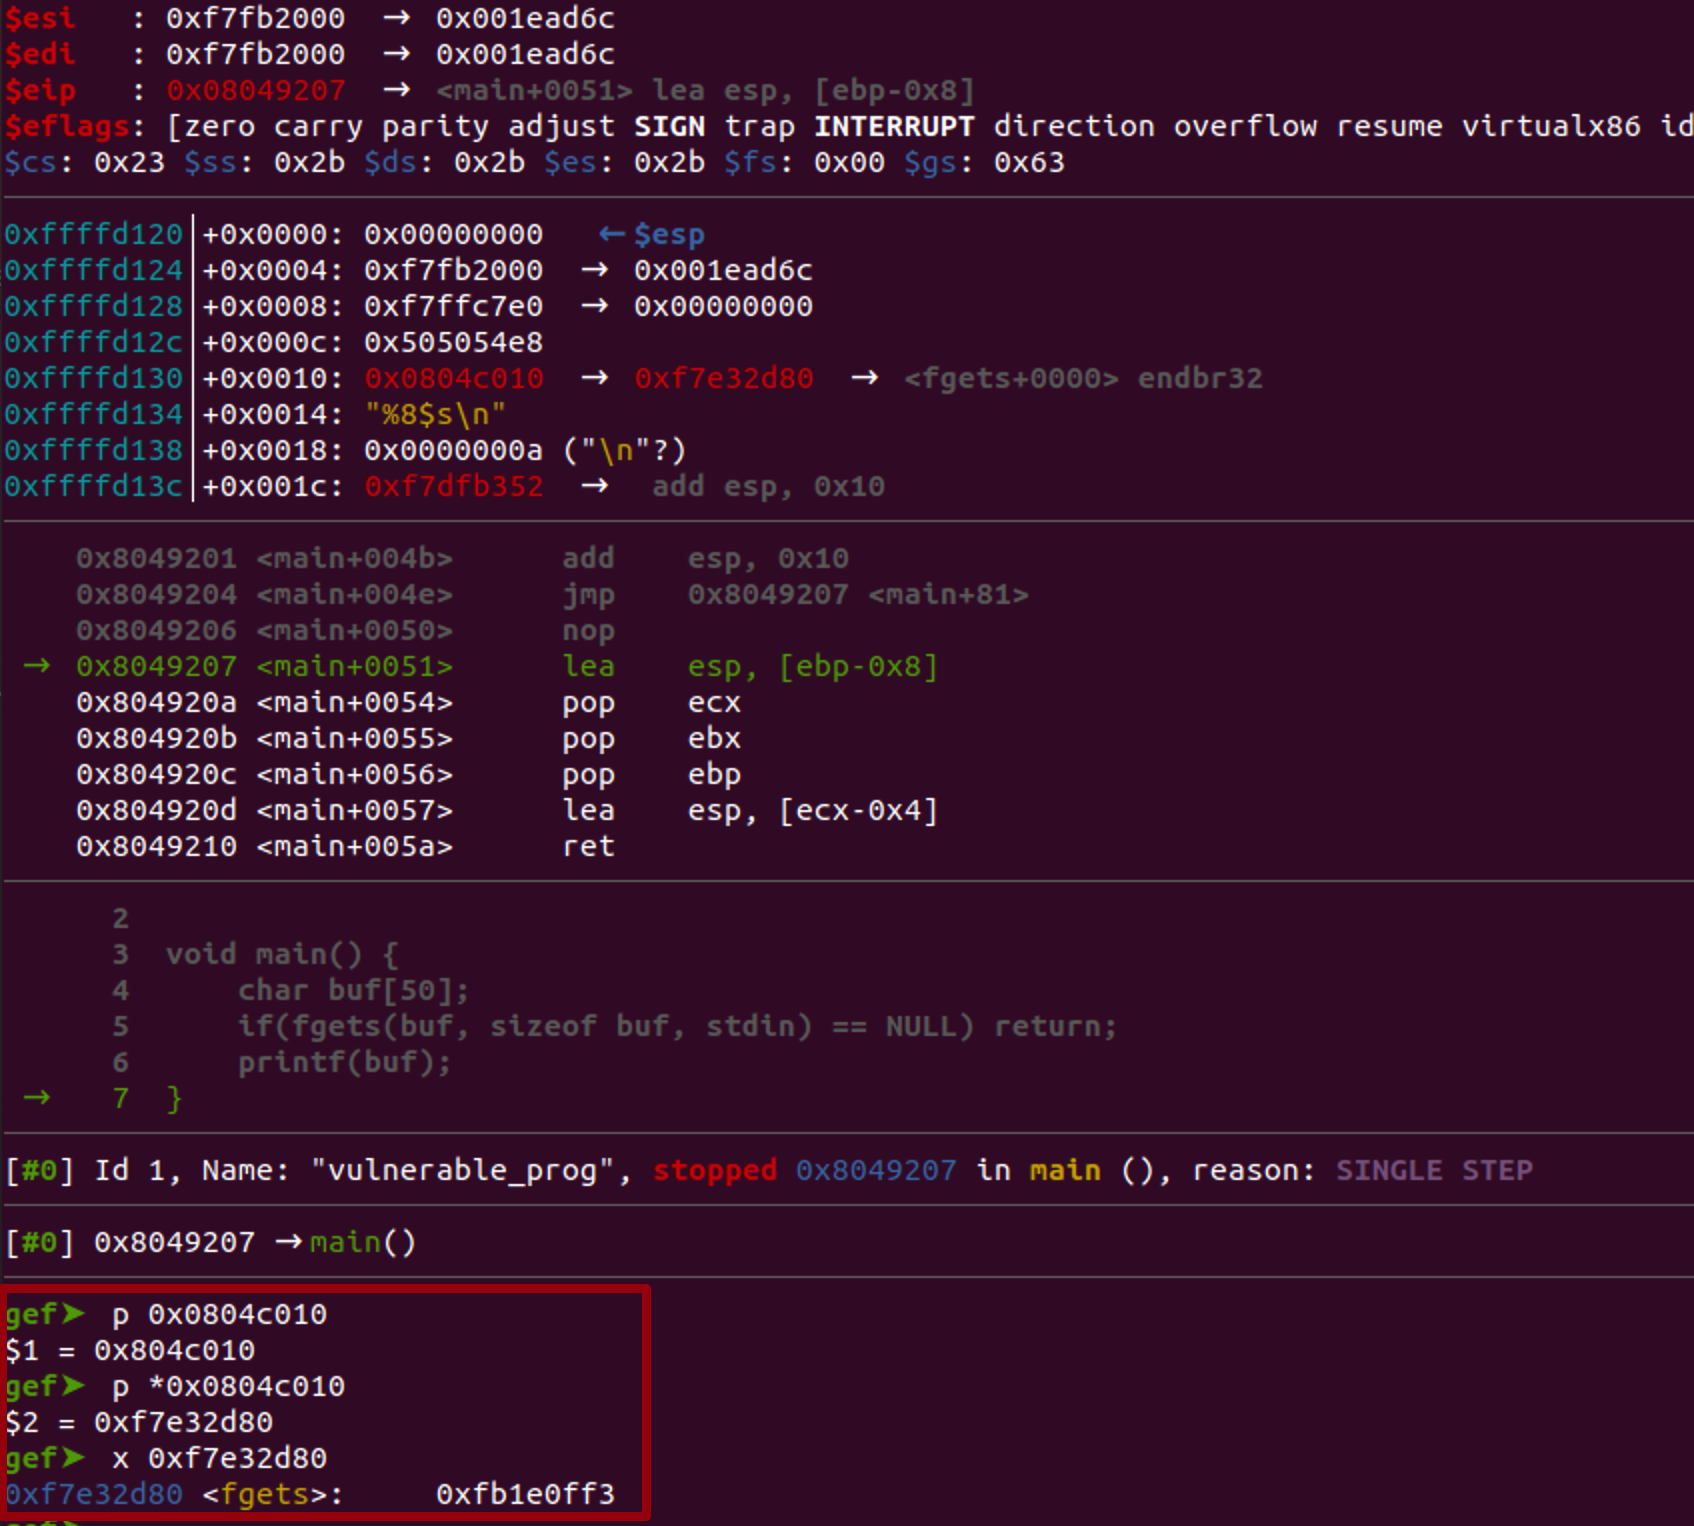 $esi   : 0xf7fb2000  →  0x001ead6c
$edi   : 0xf7fb2000  →  0x001ead6c
$eip   : 0x08049207  →  <main+0051> lea esp, [ebp-0x8]
$eflags: [zero carry parity adjust SIGN trap INTERRUPT direction overflow resume virtualx86 id
$cs: 0x23 $ss: 0x2b $ds: 0x2b $es: 0x2b $fs: 0x00 $gs: 0x63
0xffffd120│+0x0000: 0x00000000   ← $esp
0xffffd124│+0x0004: 0xf7fb2000  →  0x001ead6c
0xffffd128│+0x0008: 0xf7ffc7e0  →  0x00000000
0xffffd12c│+0x000c: 0x505054e8
0xffffd130│+0x0010: 0x0804c010  →  0xf7e32d80  →  <fgets+0000> endbr32
0xffffd134│+0x0014: "%8$s\n"
0xffffd138│+0x0018: 0x0000000a ("\n"?)
0xffffd13c│+0x001c: 0xf7dfb352  →   add esp, 0x10
    0x8049201 <main+004b>      add    esp, 0x10
    0x8049204 <main+004e>      jmp    0x8049207 <main+81>
    0x8049206 <main+0050>      nop
 →  0x8049207 <main+0051>      lea    esp, [ebp-0x8]
    0x804920a <main+0054>      pop    ecx
    0x804920b <main+0055>      pop    ebx
    0x804920c <main+0056>      pop    ebp
    0x804920d <main+0057>      lea    esp, [ecx-0x4]
    0x8049210 <main+005a>      ret
      2
      3  void main() {
      4      char buf[50];
      5      if(fgets(buf, sizeof buf, stdin) == NULL) return;
      6      printf(buf);
 →    7  }
[#0] Id 1, Name: "vulnerable_prog", stopped 0x8049207 in main (), reason: SINGLE STEP
[#0] 0x8049207 → main()
gef➤  p 0x0804c010
$1 = 0x804c010
gef➤  p *0x0804c010
$2 = 0xf7e32d80
gef➤  x 0xf7e32d80
0xf7e32d80 <fgets>:     0xfb1e0ff3